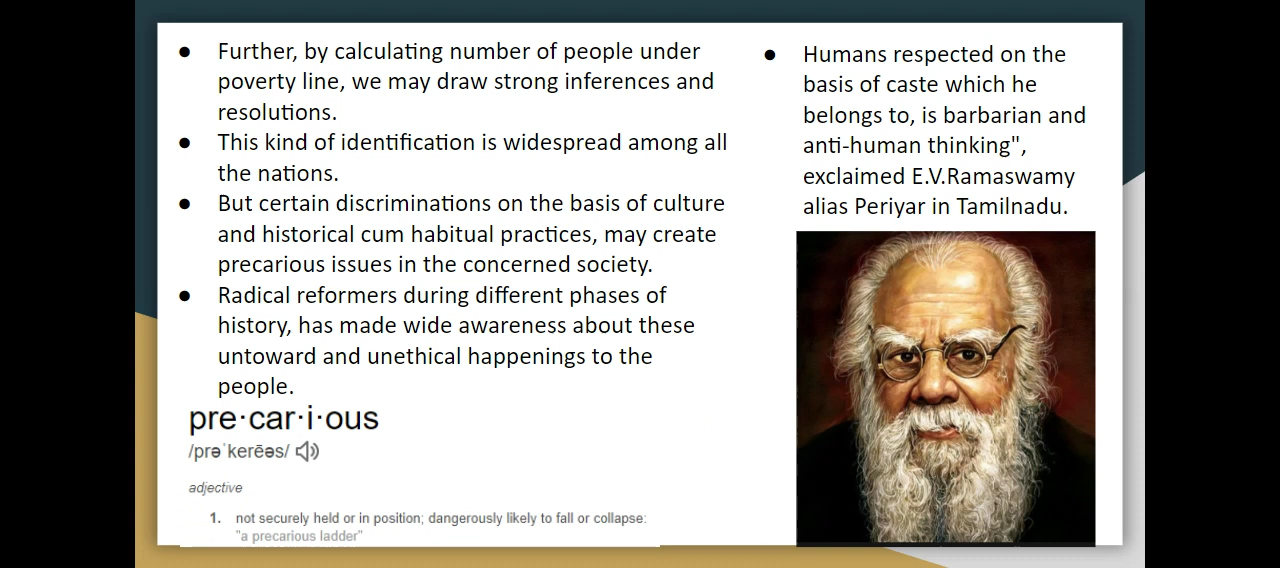 Further, by calculating number of people under
poverty line, we may draw strong inferences and
resolutions.
This kind of identification is widespread among all
the nations.
But certain discriminations on the basis of culture
and historical cum habitual practices, may create
precarious issues in the concerned society.
Radical reformers during different phases of
history, has made wide awareness about these
untoward and unethical happenings to the
people.
pre·car·i·ous
/prəˈkerēəs/
adjective
1. not securely held or in position; dangerously likely to fall or collapse:
"a precarious ladder"
Humans respected on the
basis of caste which he
belongs to, is barbarian and
anti-human thinking",
exclaimed E.V.Ramaswamy
alias Periyar in Tamilnadu.